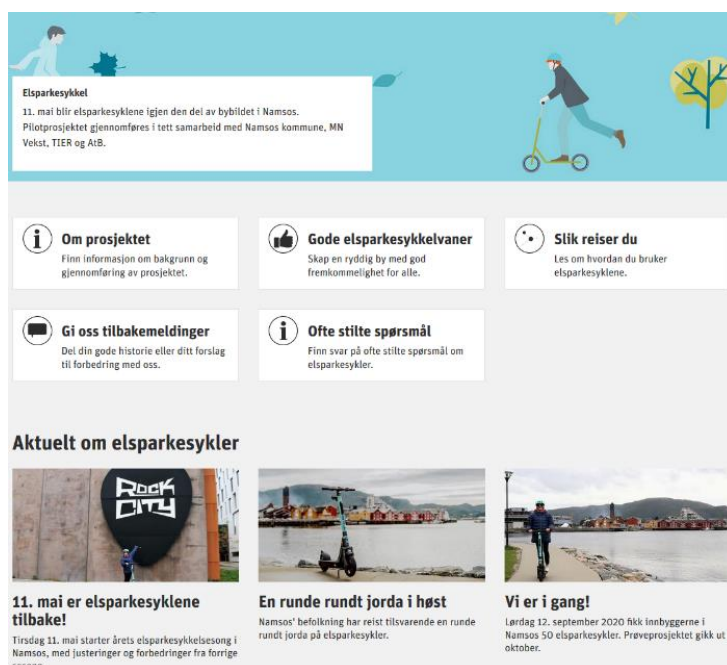 Elsparkesykkel
11. mai blir elsparkesyklene igjen den del av bybildet i Namsos.
Pilotprosjektet gjennomføres i tett samarbeid med Namsos kommune, MN
Vekst, TIER og AtB.
Om prosjektet
Finn informasjon om bakgrunn og
gjennomføring av prosjektet.
Gode elsparkesykkelvaner
Skap en ryddig by med god
fremkommelighet for alle.
Slik reiser du
Les om hvordan du bruker
elsparkesyklene.
Gi oss tilbakemeldinger
Del din gode historie eller ditt forslag
til forbedring med oss.
Ofte stilte spørsmål
Finn svar på ofte stilte spørsmål om
elsparkesykler.
Aktuelt om elsparkesykler
ROCK
CITY
11. mai er elsparkesyklene
tilbake!
Tirsdag 11. mai starter årets elsparkesykkelsesong i
Namsos, med justeringer og forbedringer fra forrige
En runde rundt jorda i høst
Namsos' befolkning har reist tilsvarende en runde
rundt jorda på elsparkesykler.
Vi er i gang!
Lørdag 12. september 2020 fikk innbyggerne i
Namsos 50 elsparkesykler. Prøveprosjektet gikk ut
oktober.